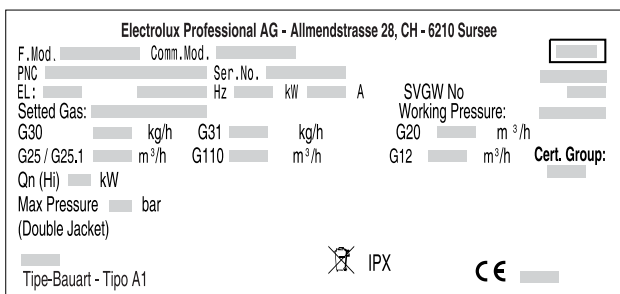 Electrolux Professional AG - Allmendstrasse 28, CH - 6210 Sursee
F.Mod. Comm.Mod.
PNC Ser.No.
EL: Hz kW A SVGW No
Setted Gas: Working Pressure:
G30 kg/h G31 kg/h G20 m³/h
G25 / G25.1 m³/h G110 m³/h G12 m³/h Cert. Group:
Qn (Hi) kW
Max Pressure bar
(Double Jacket)
IPX
CE
Tipe-Bauart - Tipo A1